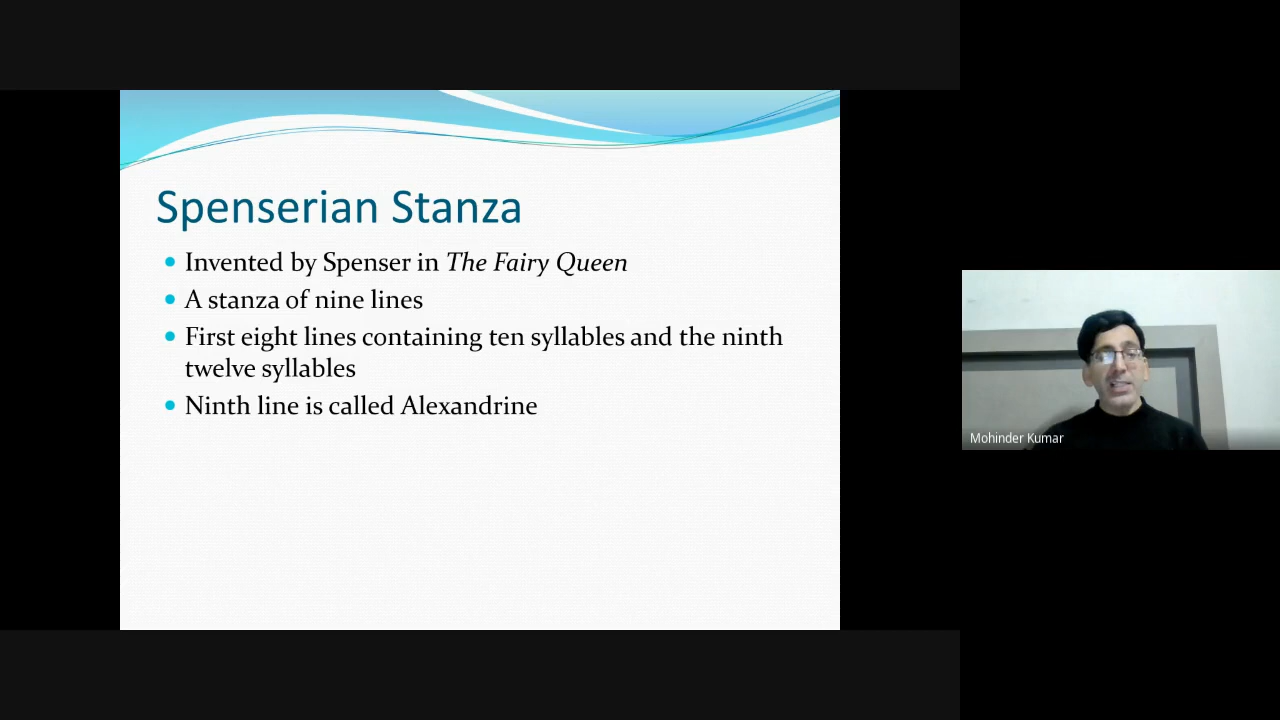 Spenserian Stanza
Invented by Spenser in The Fairy Queen
A stanza of nine lines
First eight lines containing ten syllables and the ninth
twelve syllables
Ninth line is called Alexandrine
Mohinder Kumar